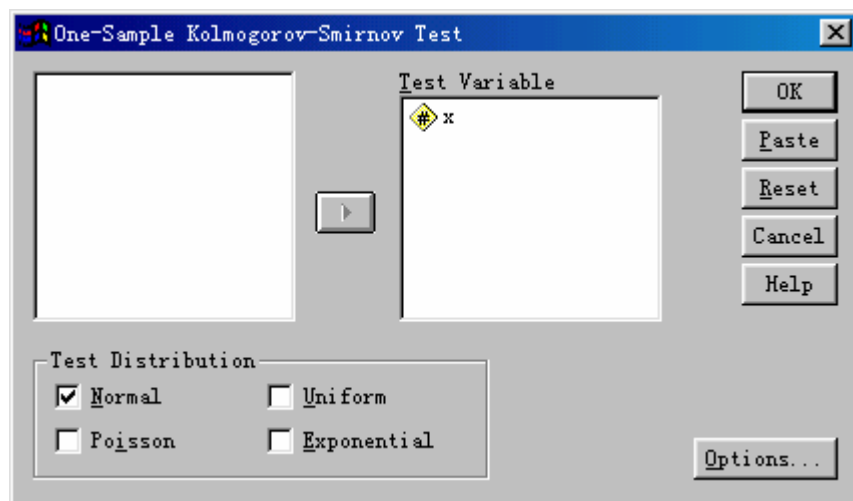 One-Sample Kolmogorov-Smirnov Test
Test Variable
# x
OK
Paste
Reset
Cancel
Help
Test Distribution
Normal
Uniform
Poisson
Exponential
Options...